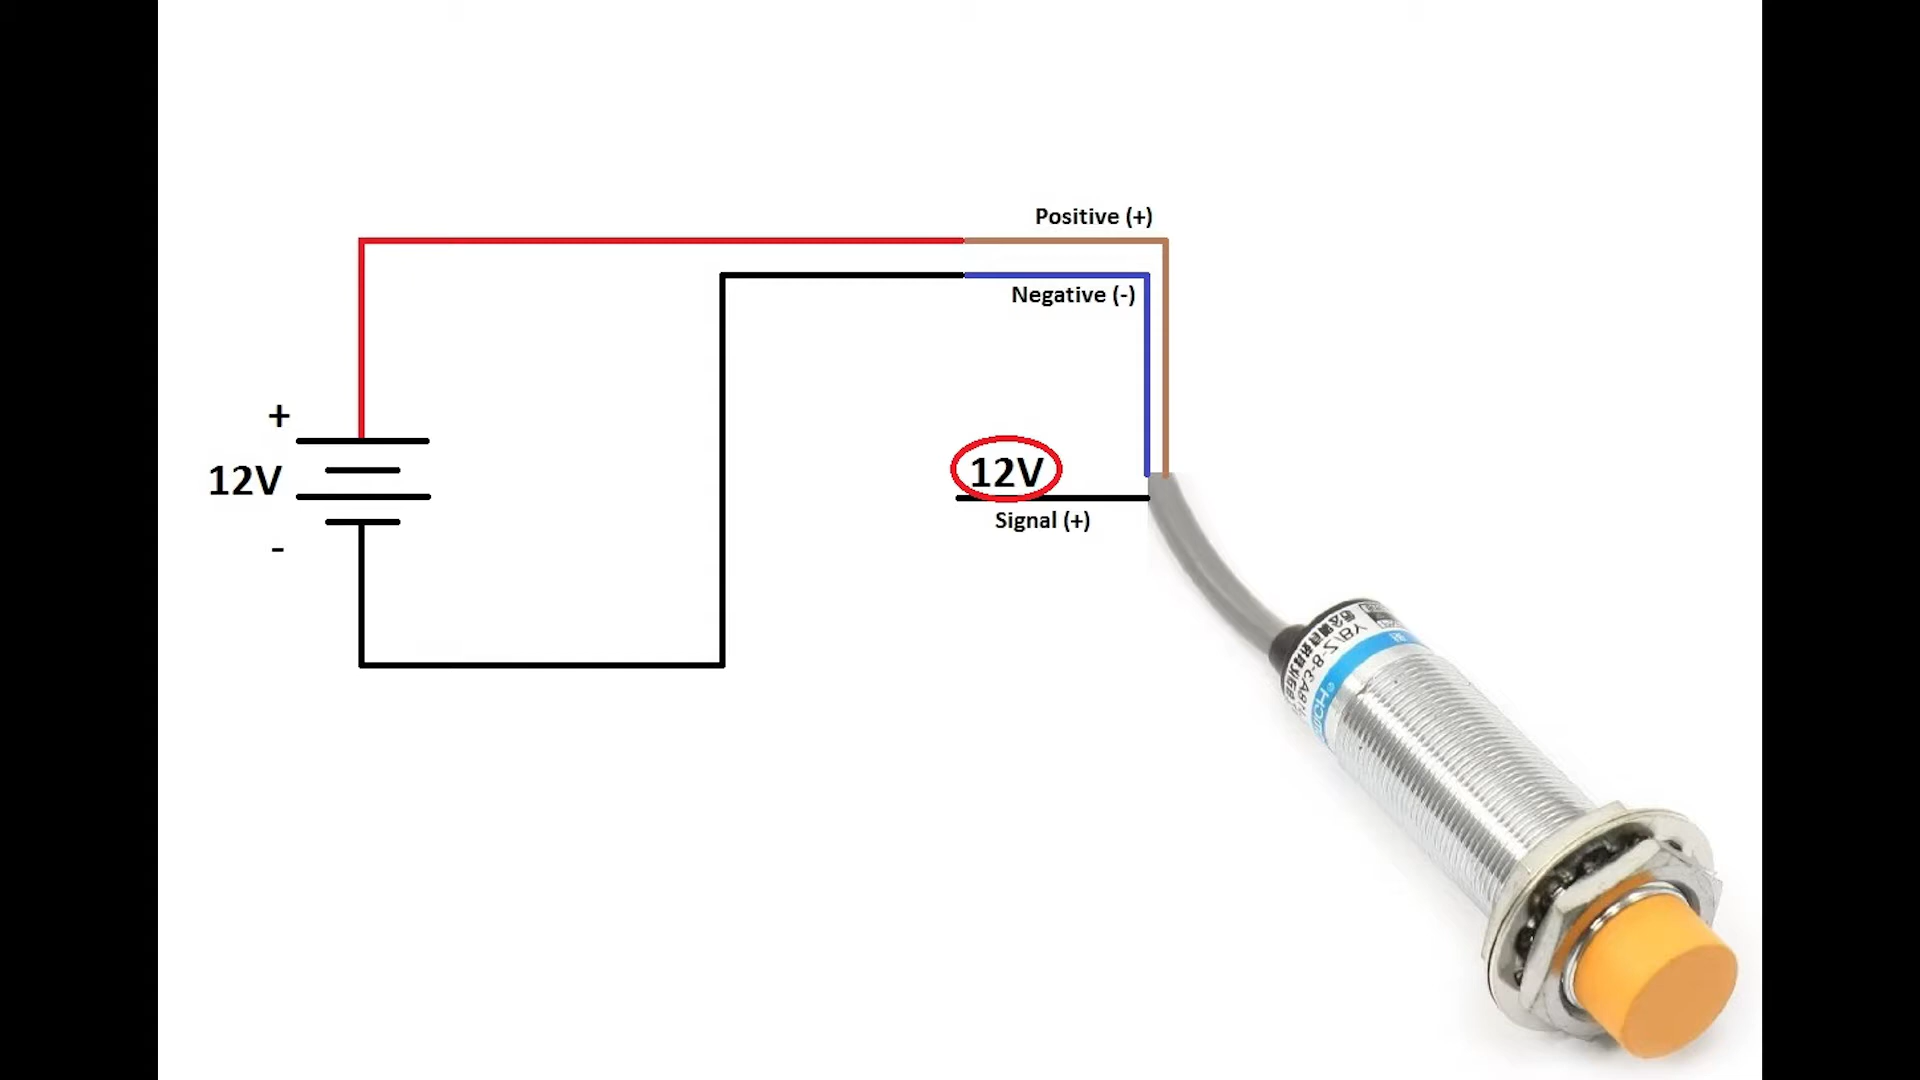 Positive (+)
Negative (-)
+
12V
-
12V
Signal (+)